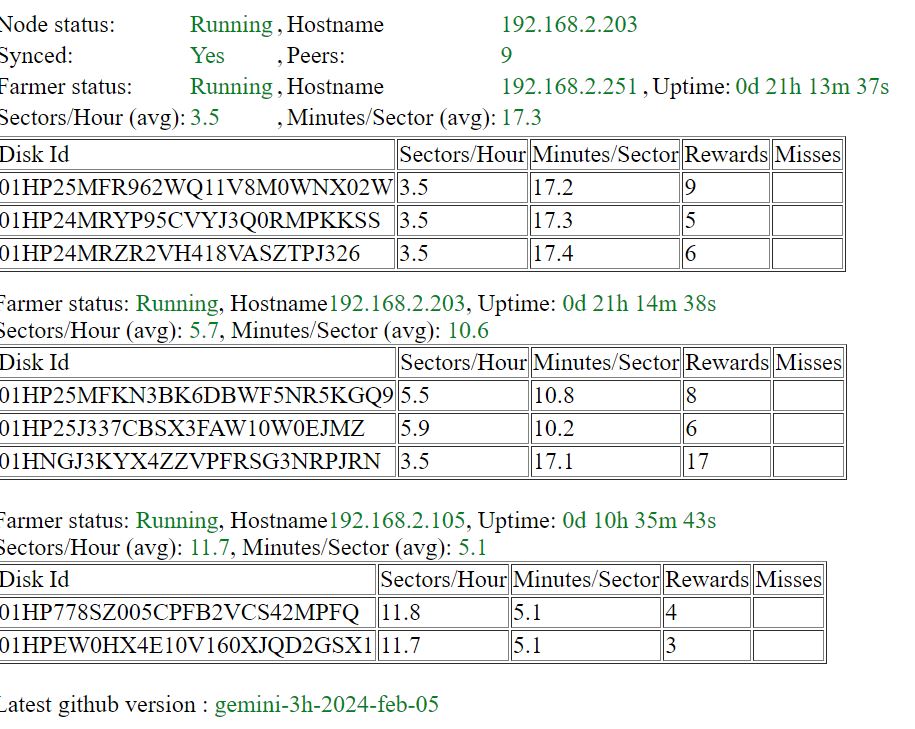 Node status: Running , Hostname 192.168.2.203
Synced: Yes , Peers: 9
Farmer status: Running , Hostname 192.168.2.251 , Uptime: 0d 21h 13m 37s
Sectors/Hour (avg): 3.5 , Minutes/Sector (avg): 17.3
Disk Id Sectors/Hour Minutes/Sector Rewards Misses
01HP25MFR962WQ11V8M0WNX02W 3.5 17.2 9
01HP24MRYP95CVYJ3Q0RMPKKSS 3.5 17.3 5
01HP24MRZR2VH418VASZTPJ326 3.5 17.4 6
Farmer status: Running, Hostname192.168.2.203, Uptime: 0d 21h 14m 38s
Sectors/Hour (avg): 5.7, Minutes/Sector (avg): 10.6
Disk Id Sectors/Hour Minutes/Sector Rewards Misses
01HP25MFKN3BK6DBWF5NR5KGQ9 5.5 10.8 8
01HP25J337CBSX3FAW10W0EJMZ 5.9 10.2 6
01HNGJ3KYX4ZZVPFRSG3NRPJRN 3.5 17.1 17
Farmer status: Running, Hostname192.168.2.105, Uptime: 0d 10h 35m 43s
Sectors/Hour (avg): 11.7, Minutes/Sector (avg): 5.1
Disk Id Sectors/Hour Minutes/Sector Rewards Misses
01HP778SZ005CPFB2VCS42MPFQ 11.8 5.1 4
01HPEW0HX4E10V160XJQD2GSX1 11.7 5.1 3
Latest github version : gemini-3h-2024-feb-05